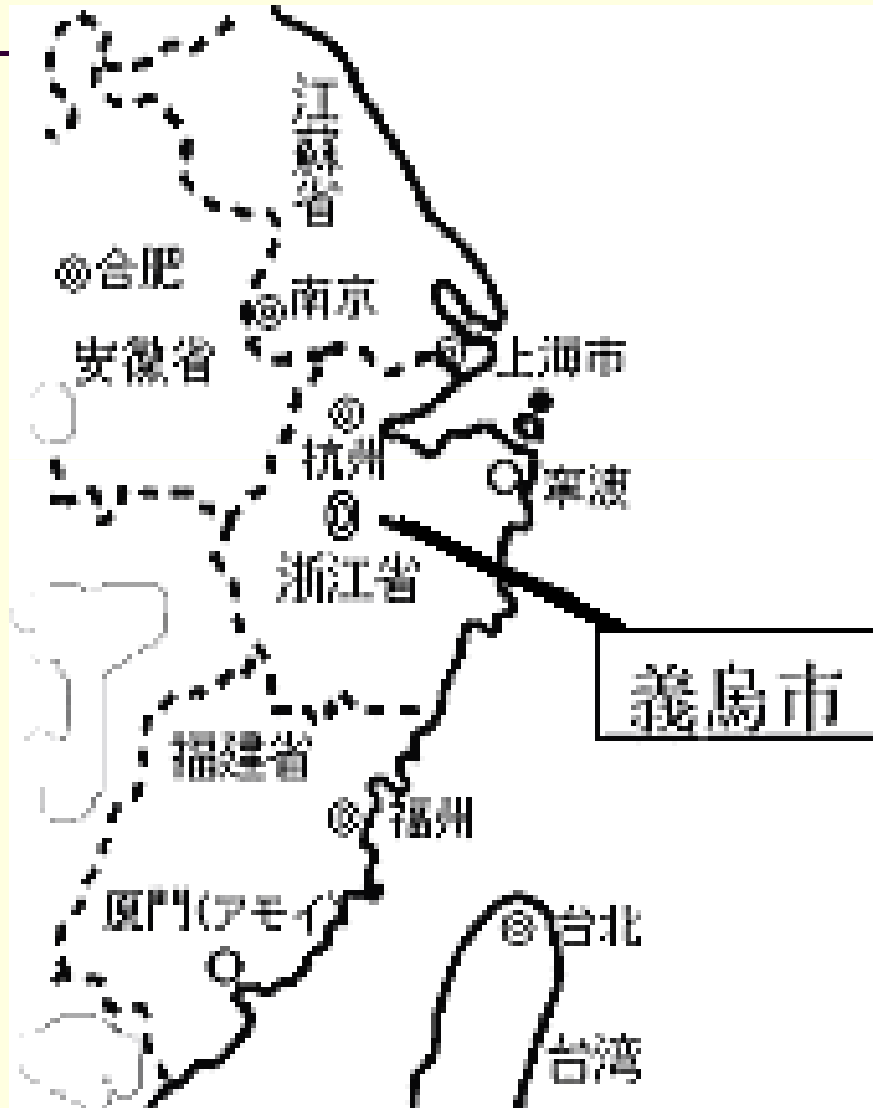 江蘇省
合肥
南京
安徽省
上海市
杭州
寧波
浙江省
義烏市
福建省
福州
厦門(アモイ)
台北
台湾